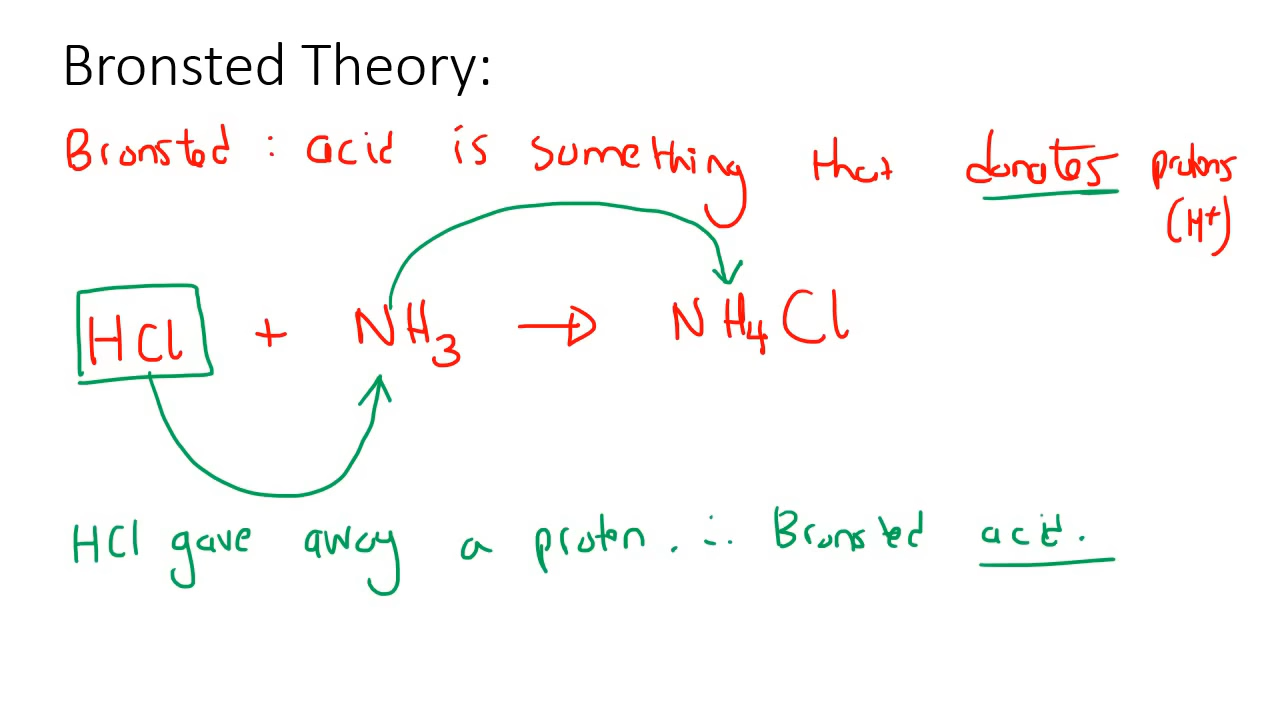 Bronsted Theory:
Bronsted : acid is something that donates protons
(H+)
HCl + NH3 → NH4Cl
HCl gave away a proton. ∴ Bronsted acid.